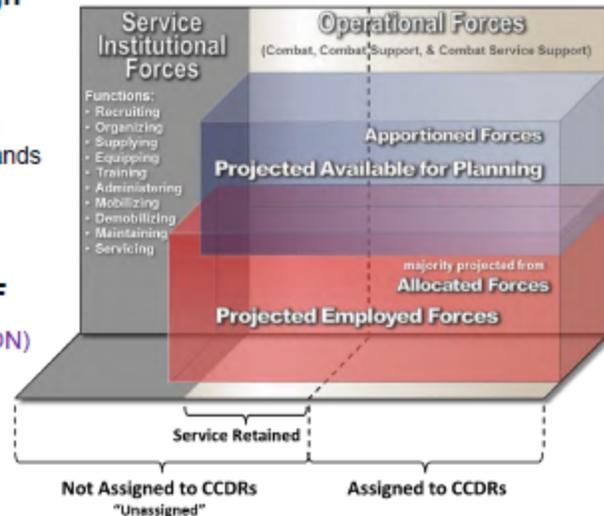 Service
Institutional
Forces
Functions:
• Recruiting
• Organizing
• Supplying
• Equipping
• Training
• Administering
• Mobilizing
• Demobilizing
• Maintaining
• Servicing
Operational Forces
(Combat, Combat Support, & Combat Service Support)
Apportioned Forces
Projected Available for Planning
majority projected from
Allocated Forces
Projected Employed Forces
Service Retained
Not Assigned to CCDRs
"Unassigned"
Assigned to CCDRs